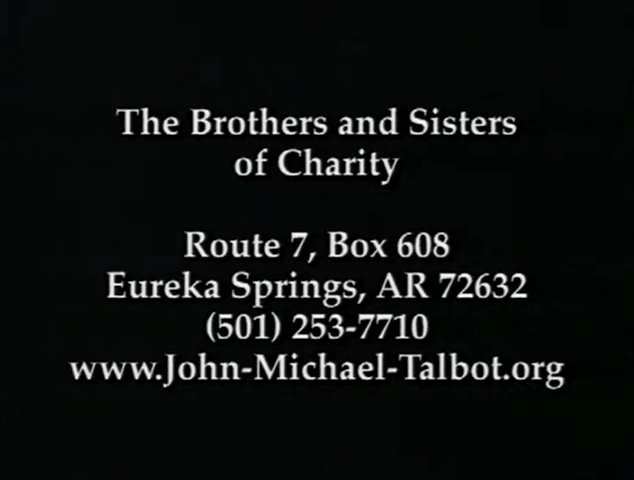 The Brothers and Sisters
of Charity
Route 7, Box 608
Eureka Springs, AR 72632
(501) 253-7710
www.John-Michael-Talbot.org